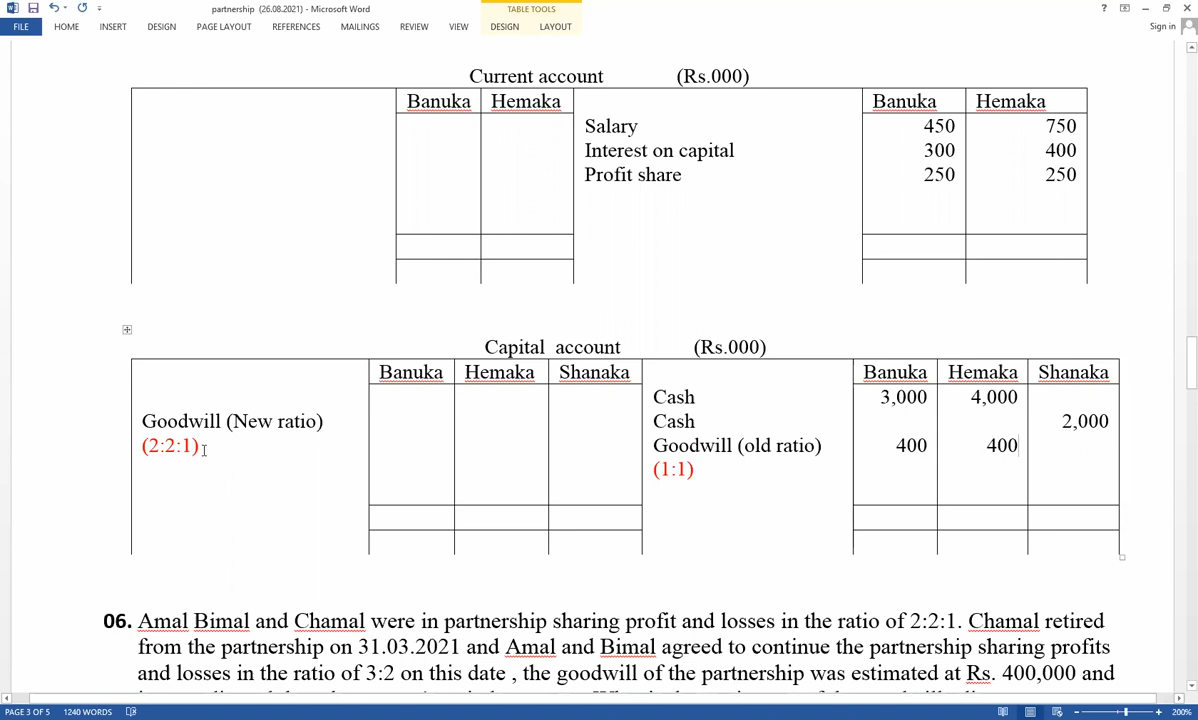 partnership (26.08.2021) - Microsoft Word
TABLE TOOLS
Sign in
FILE HOME INSERT DESIGN PAGE LAYOUT REFERENCES MAILINGS REVIEW VIEW DESIGN LAYOUT
Current account (Rs.000)
Banuka Hemaka Banuka Hemaka
Salary 450 750
Interest on capital 300 400
Profit share 250 250
Capital account (Rs.000)
Banuka Hemaka Shanaka Banuka Hemaka Shanaka
Cash 3,000 4,000
Goodwill (New ratio) Cash 2,000
(2:2:1) Goodwill (old ratio) 400 400
(1:1)
06. Amal Bimal and Chamal were in partnership sharing profit and losses in the ratio of 2:2:1. Chamal retired
from the partnership on 31.03.2021 and Amal and Bimal agreed to continue the partnership sharing profits
and losses in the ratio of 3:2 on this date , the goodwill of the partnership was estimated at Rs. 400,000 and
PAGE 3 OF 5 1240 WORDS 200%